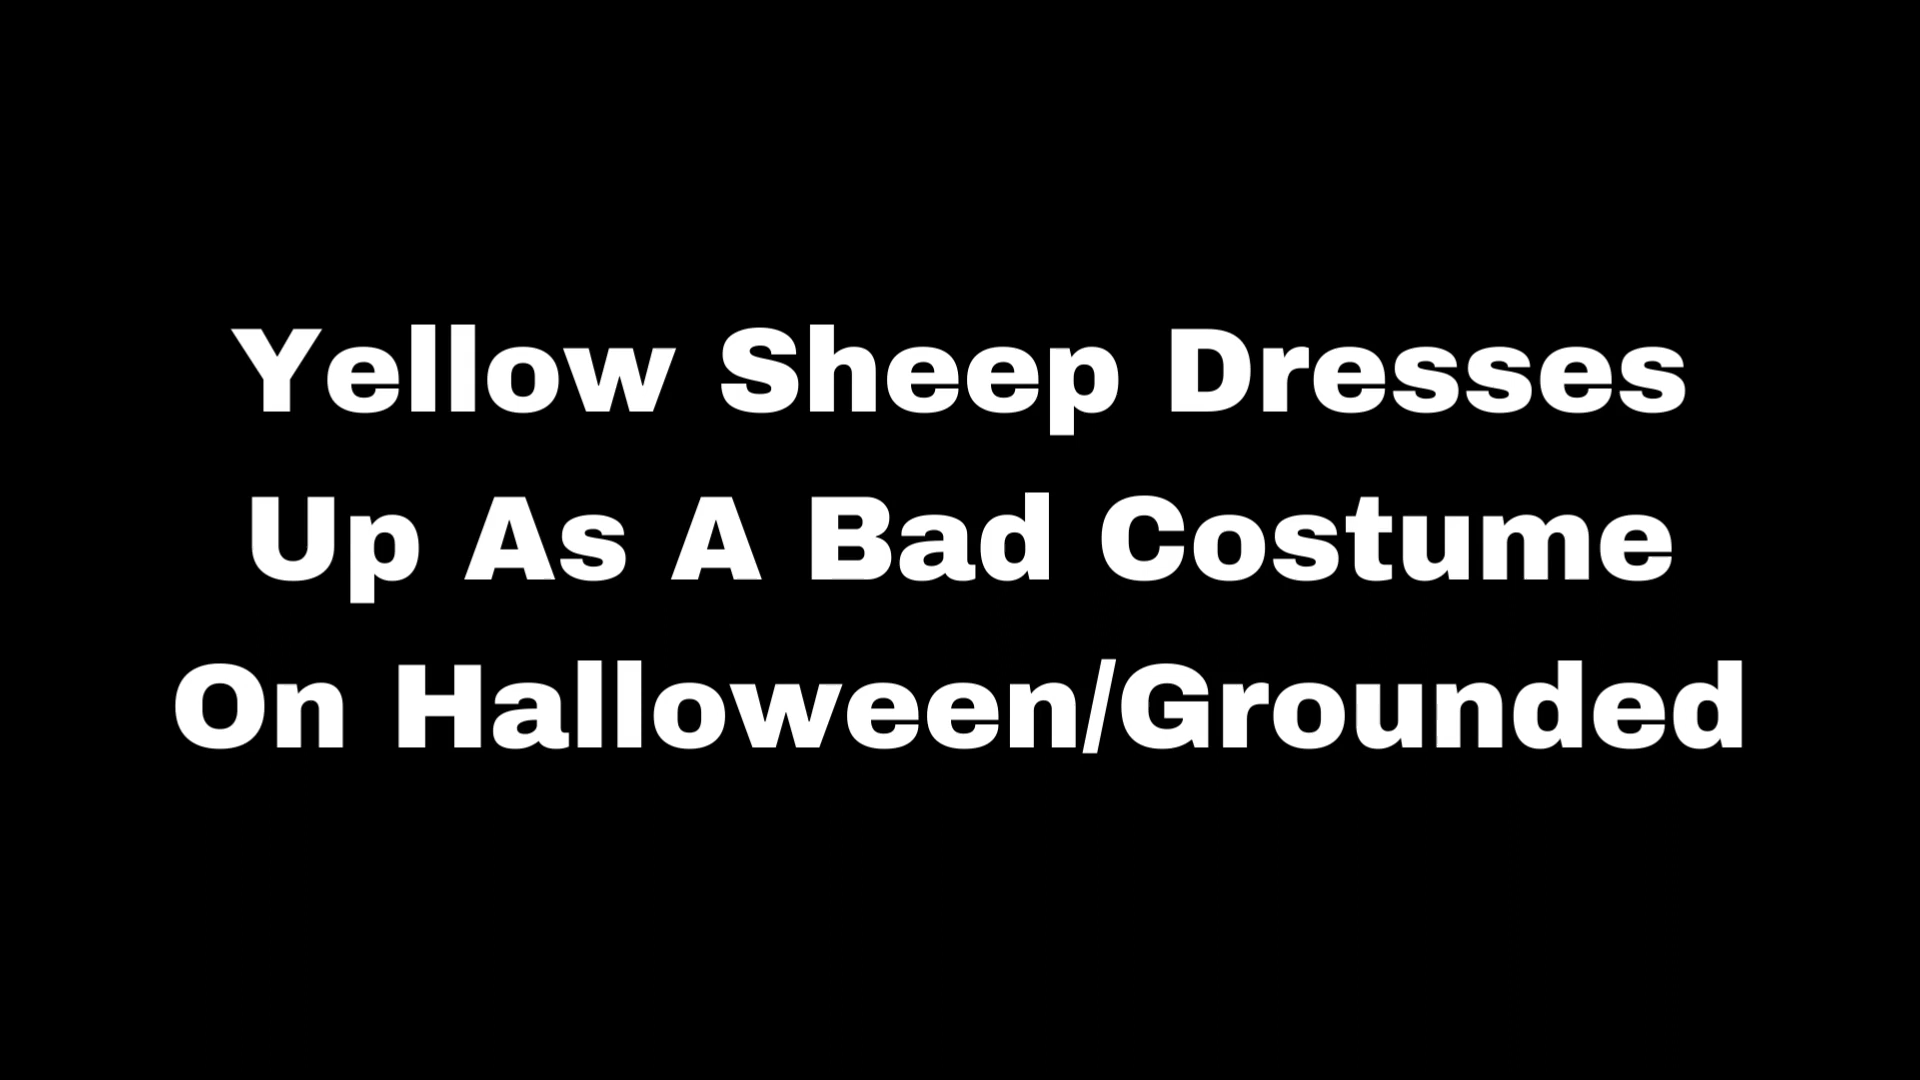 Yellow Sheep Dresses
Up As A Bad Costume
On Halloween/Grounded